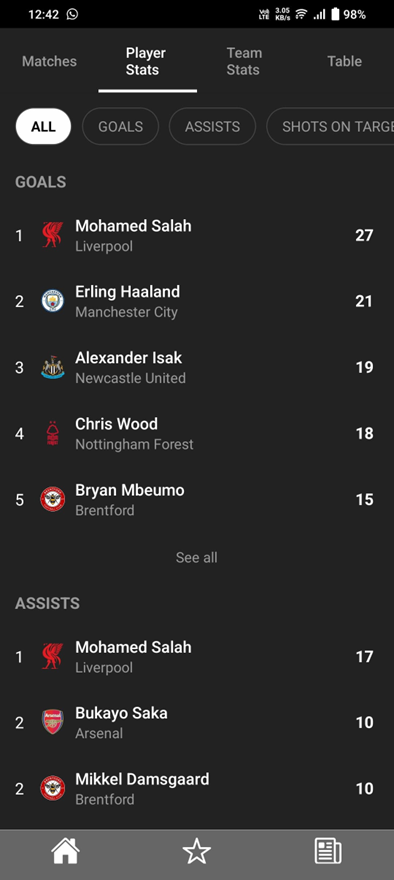 12:42 VoI) LTE 3.05 KB/s 98%
Matches
Player
Stats
Team
Stats
Table
ALL GOALS ASSISTS SHOTS ON TARGE
GOALS
1 Mohamed Salah 27
Liverpool
2 Erling Haaland 21
Manchester City
3 Alexander Isak 19
Newcastle United
4 Chris Wood 18
Nottingham Forest
5 Bryan Mbeumo 15
Brentford
See all
ASSISTS
1 Mohamed Salah 17
Liverpool
2 Bukayo Saka 10
Arsenal
2 Mikkel Damsgaard 10
Brentford